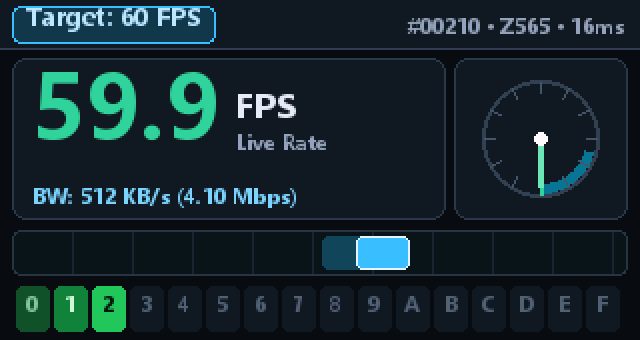 Target: 60 FPS
#00210 • Z565 • 16ms
59.9 FPS
Live Rate
BW: 512 KB/s (4.10 Mbps)
0 1 2 3 4 5 6 7 8 9 A B C D E F